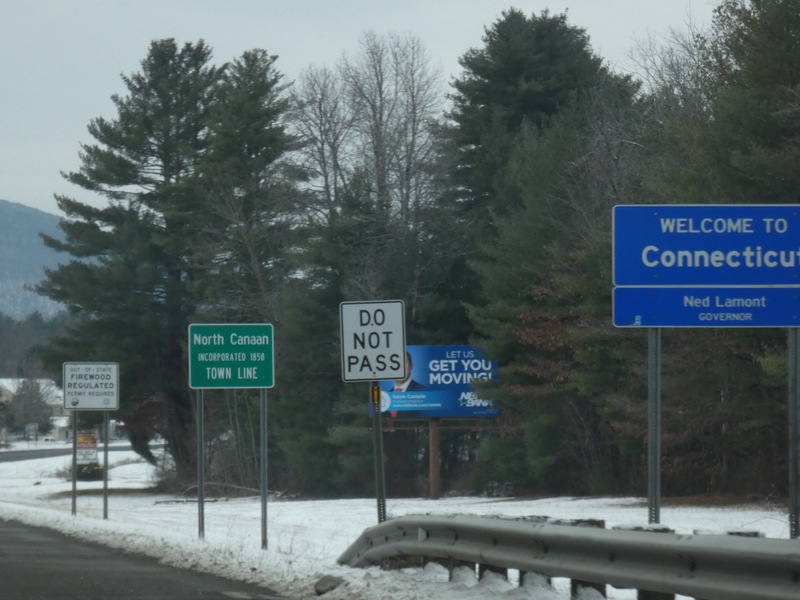 OUT-OF-STATE
FIREWOOD
REGULATED
PERMIT REQUIRED
North Canaan
INCORPORATED 1858
TOWN LINE
DO
NOT
PASS
LET US
GET YOU
MOVING!
BANK
WELCOME TO
Connecticut
Ned Lamont
GOVERNOR